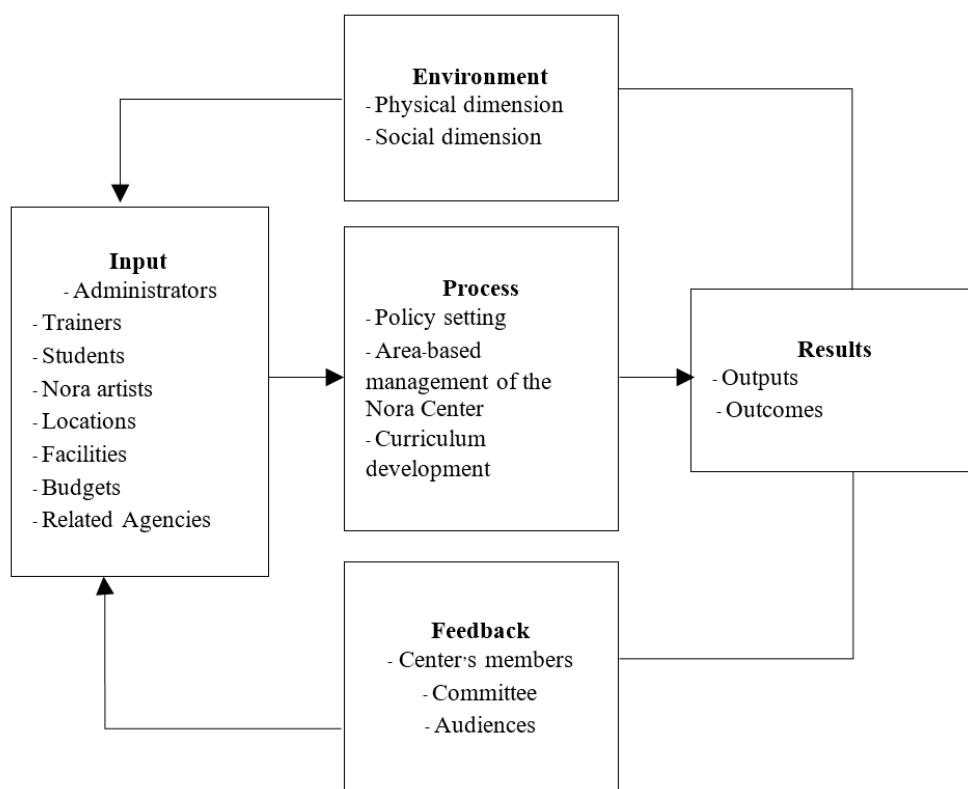 Environment
- Physical dimension
- Social dimension
Input
- Administrators
- Trainers
- Students
- Nora artists
- Locations
- Facilities
- Budgets
- Related Agencies
Process
- Policy setting
- Area-based
management of the
Nora Center
- Curriculum
development
Results
- Outputs
- Outcomes
Feedback
- Center's members
- Committee
- Audiences